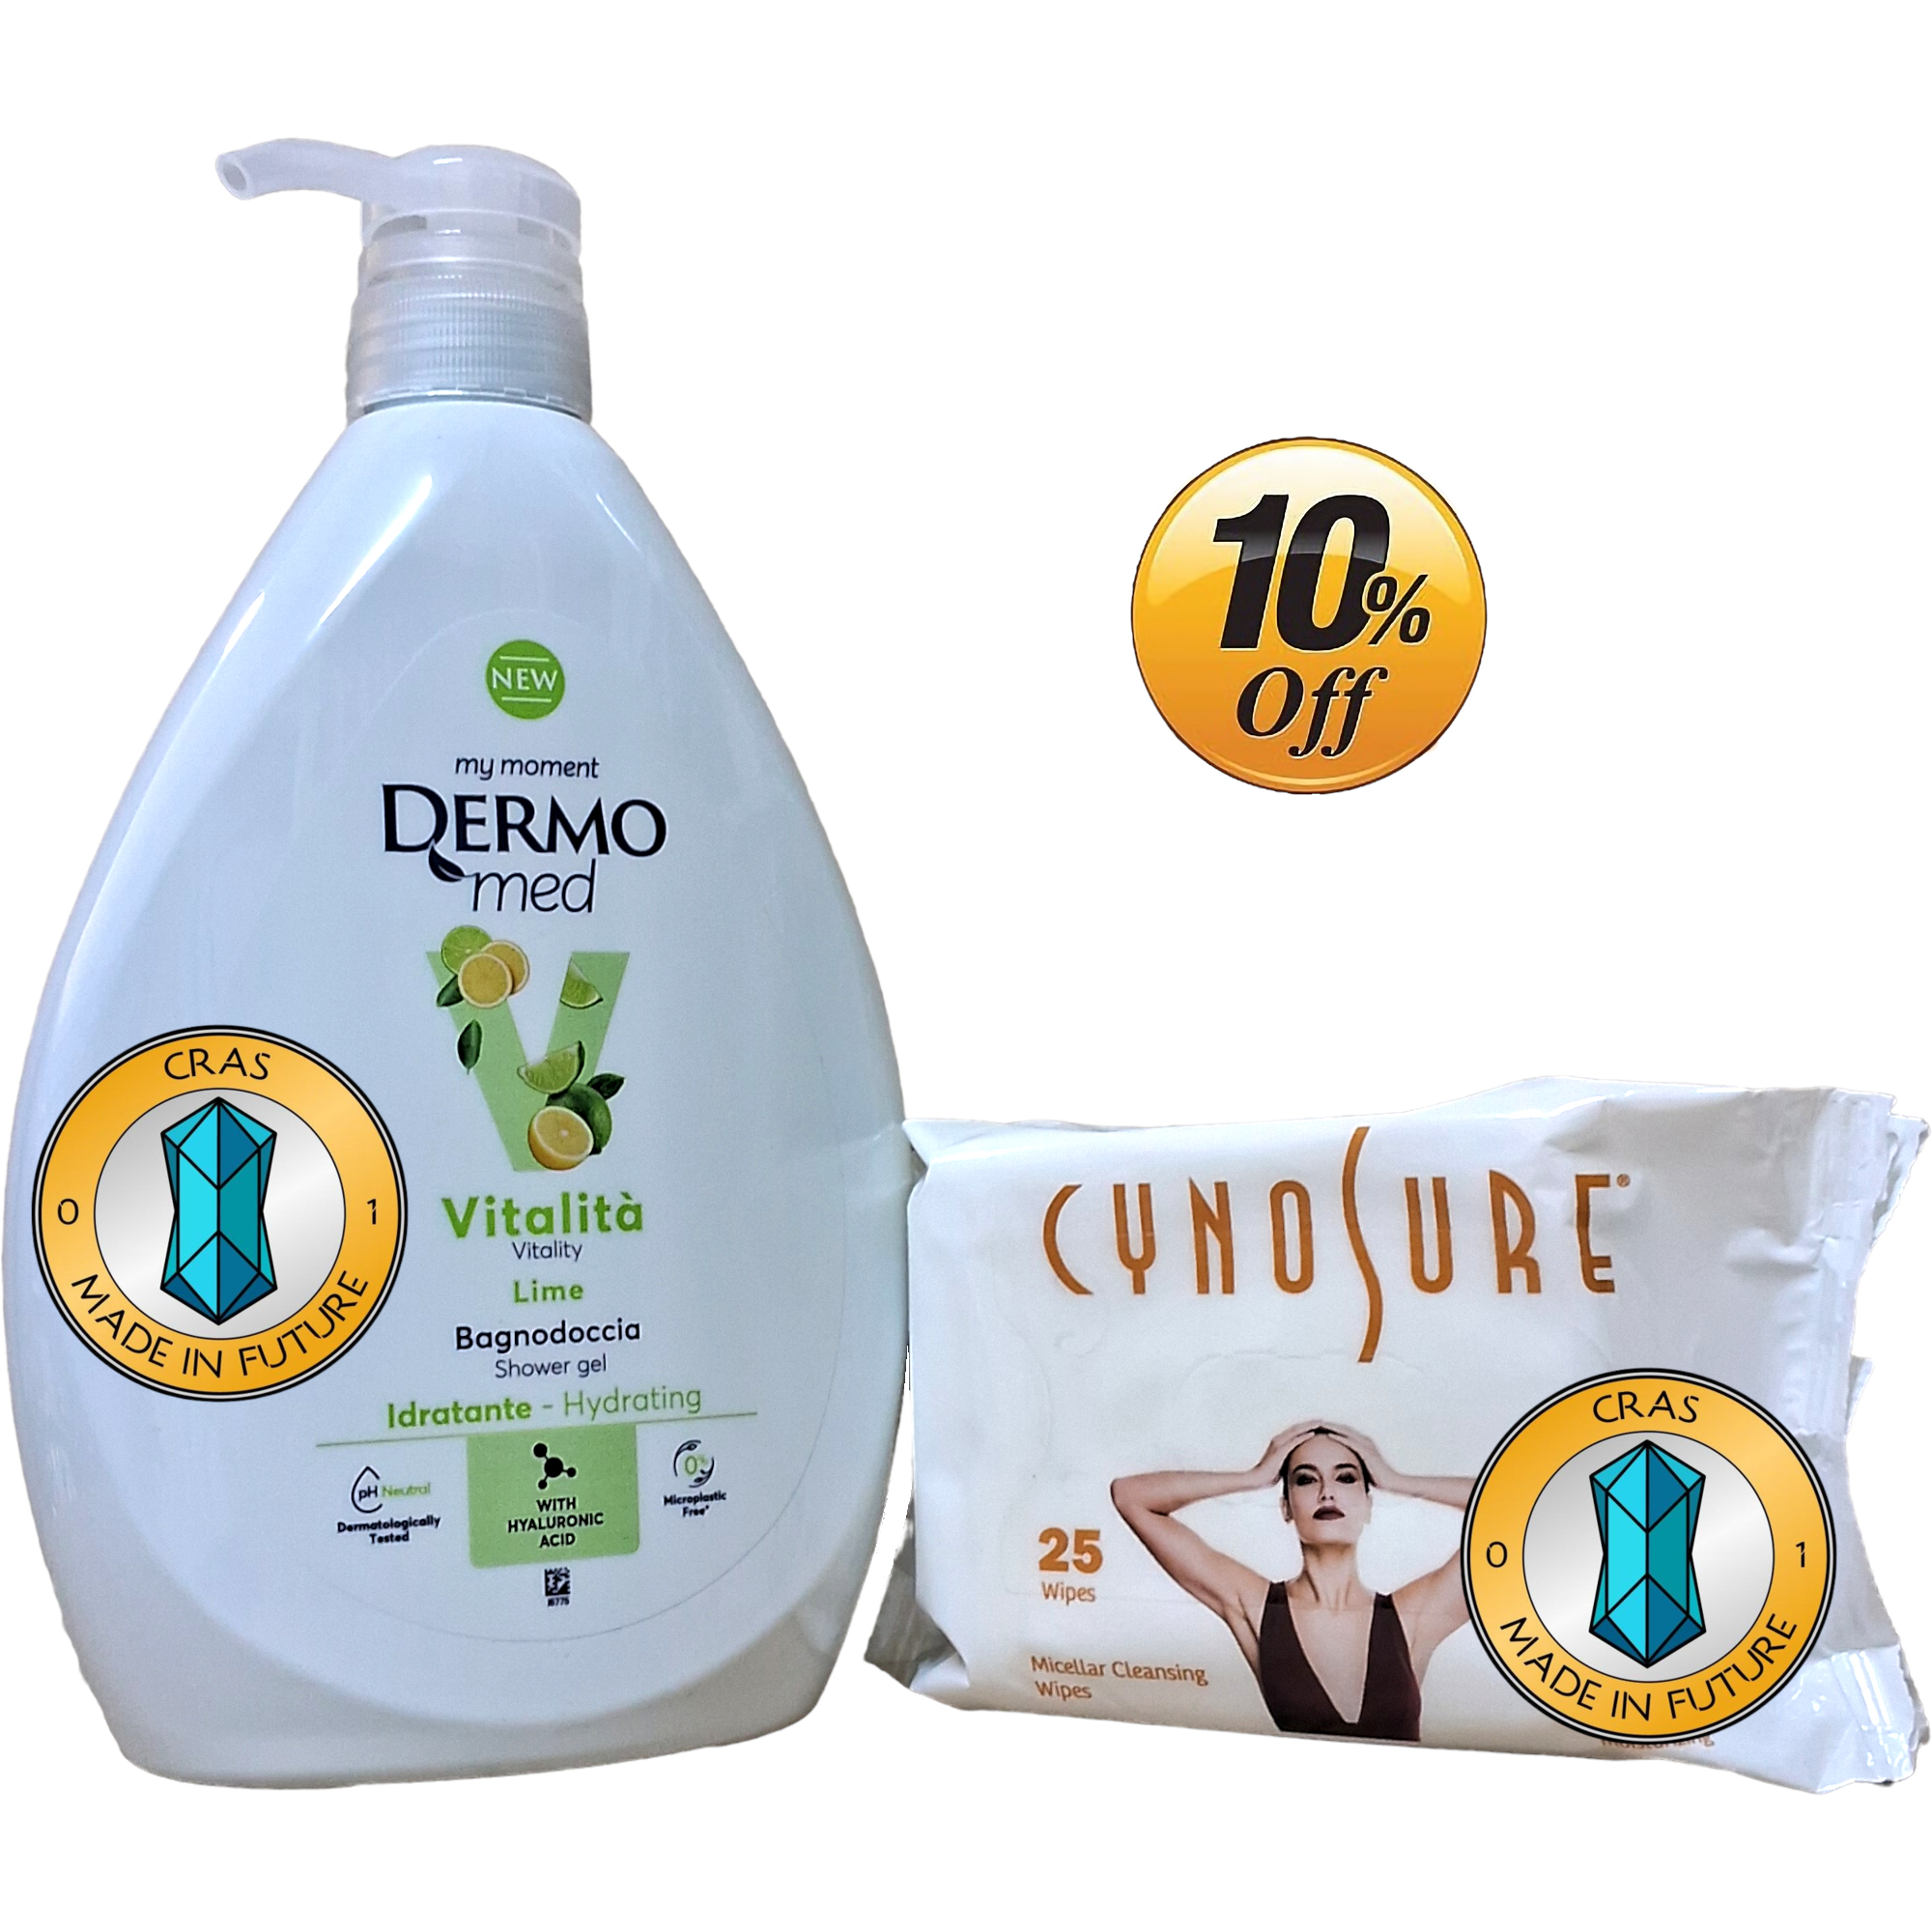 NEW
my moment
DERMO
med
Vitalità
Vitality
Lime
Bagnodoccia
Shower gel
Idratante - Hydrating
pH Neutral
Dermatologically
Tested
WITH
HYALURONIC
ACID
0%
Microplastic
Free*
CRAS
0 1
MADE IN FUTURE
10%
Off
CYNOSURE®
25
Wipes
Micellar Cleansing
Wipes
moisturizing
CRAS
0 1
MADE IN FUTURE